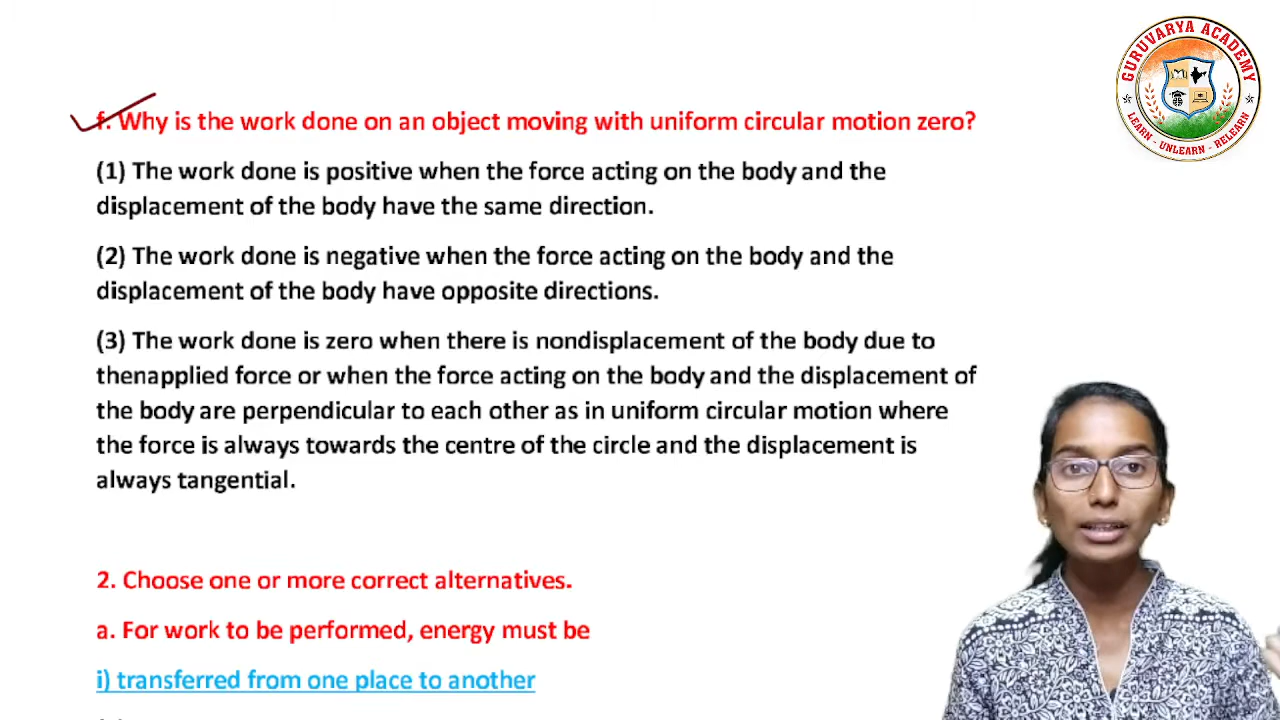 GURUVARYA ACADEMY
LEARN - UNLEARN - RELEARN
f. Why is the work done on an object moving with uniform circular motion zero?
(1) The work done is positive when the force acting on the body and the
displacement of the body have the same direction.
(2) The work done is negative when the force acting on the body and the
displacement of the body have opposite directions.
(3) The work done is zero when there is nondisplacement of the body due to
thenapplied force or when the force acting on the body and the displacement of
the body are perpendicular to each other as in uniform circular motion where
the force is always towards the centre of the circle and the displacement is
always tangential.
2. Choose one or more correct alternatives.
a. For work to be performed, energy must be
i) transferred from one place to another